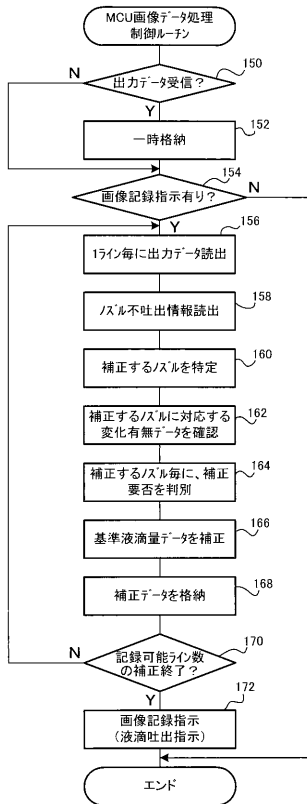 MCU画像データ処理
制御ルーチン
150
N
出力データ受信？
Y
152
一時格納
154
N
画像記録指示有り？
Y
156
1ライン毎に出力データ読出
158
ノズル不吐出情報読出
160
補正するノズルを特定
162
補正するノズルに対応する
変化有無データを確認
164
補正するノズル毎に、補正
要否を判別
166
基準液滴量データを補正
168
補正データを格納
170
N
記録可能ライン数
の補正終了？
Y
172
画像記録指示
(液滴吐出指示)
エンド